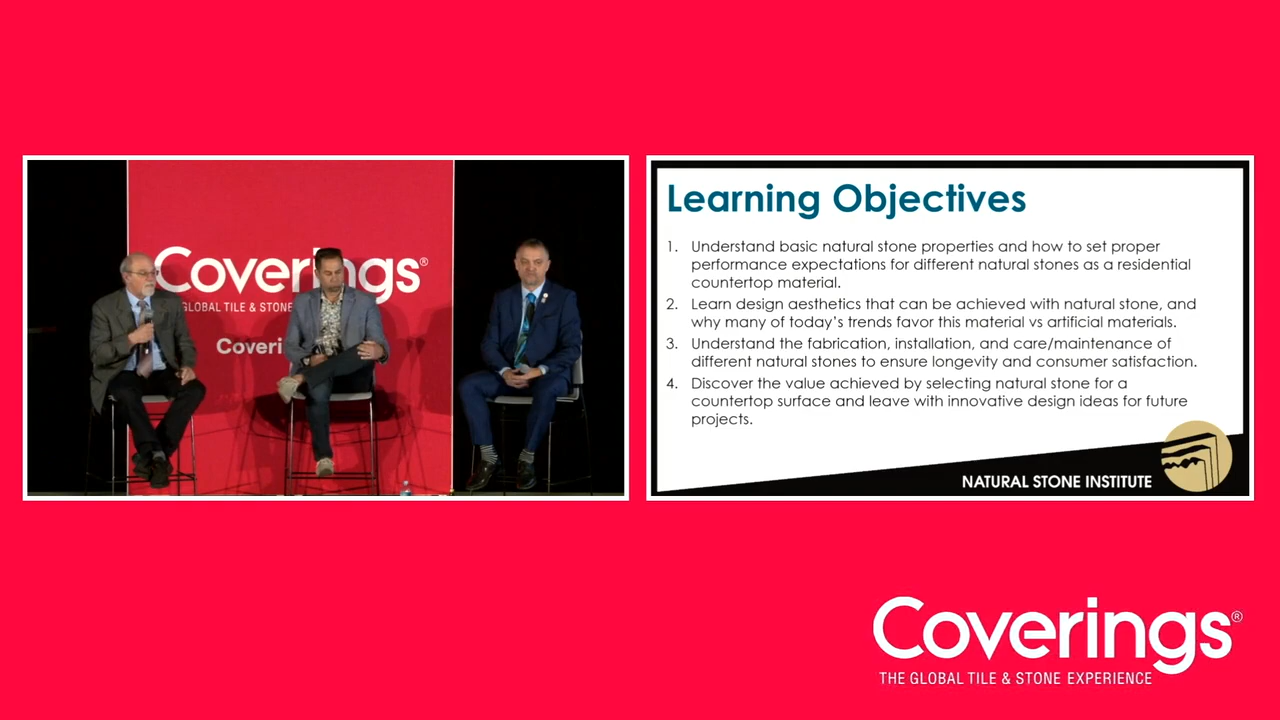 Coverings®
GLOBAL TILE & STONE
Coveri
Learning Objectives
1. Understand basic natural stone properties and how to set proper
performance expectations for different natural stones as a residential
countertop material.
2. Learn design aesthetics that can be achieved with natural stone, and
why many of today's trends favor this material vs artificial materials.
3. Understand the fabrication, installation, and care/maintenance of
different natural stones to ensure longevity and consumer satisfaction.
4. Discover the value achieved by selecting natural stone for a
countertop surface and leave with innovative design ideas for future
projects.
NATURAL STONE INSTITUTE
Coverings®
THE GLOBAL TILE & STONE EXPERIENCE